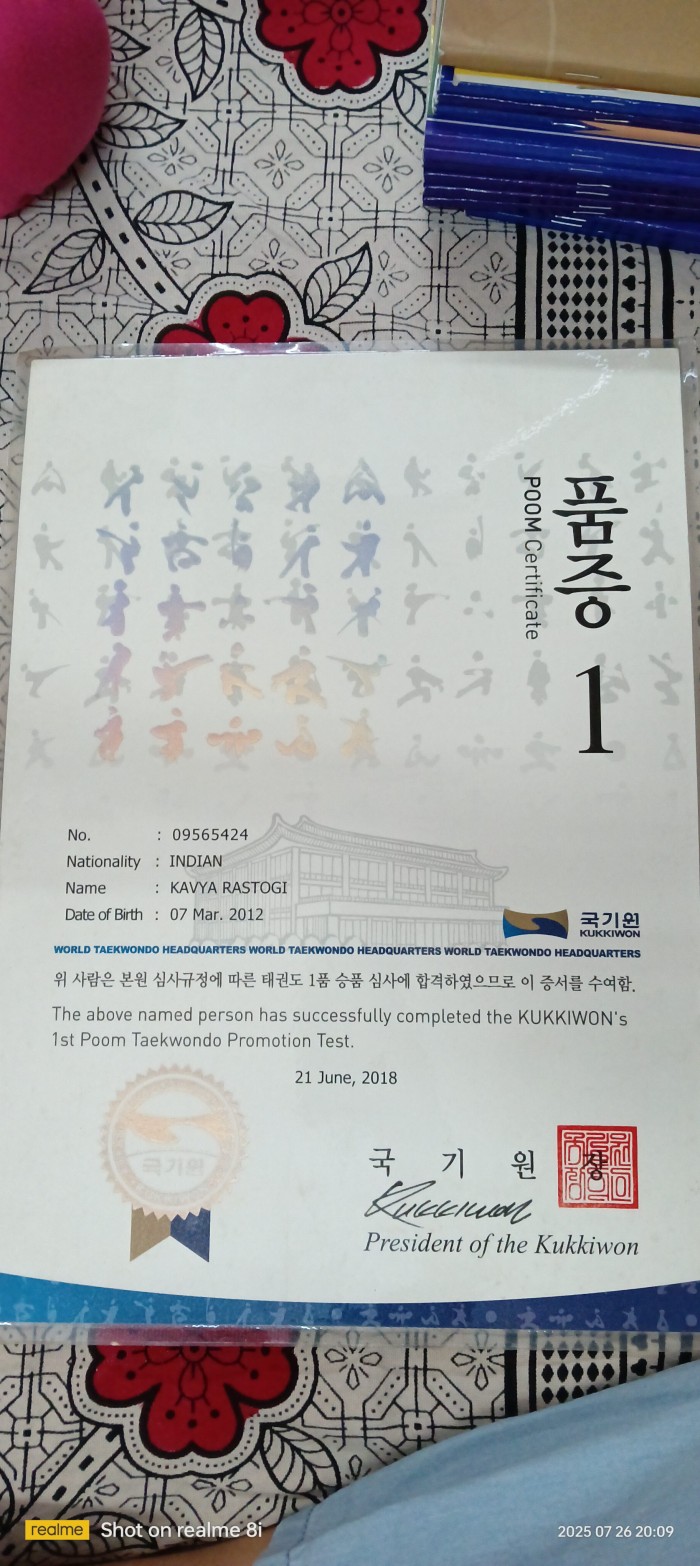 품증
POOM Certificate
1
No. : 09565424
Nationality : INDIAN
Name : KAVYA RASTOGI
Date of Birth : 07 Mar. 2012
국기원
KUKKIWON
WORLD TAEKWONDO HEADQUARTERS WORLD TAEKWONDO HEADQUARTERS WORLD TAEKWONDO HEADQUARTERS
위 사람은 본원 심사규정에 따른 태권도 1품 승품 심사에 합격하였으므로 이 증서를 수여함.
The above named person has successfully completed the KUKKIWON's
1st Poom Taekwondo Promotion Test.
21 June, 2018
국기원
국 기 원 장
Kukkiwon
President of the Kukkiwon
realme Shot on realme 8i
2025 07 26 20:09